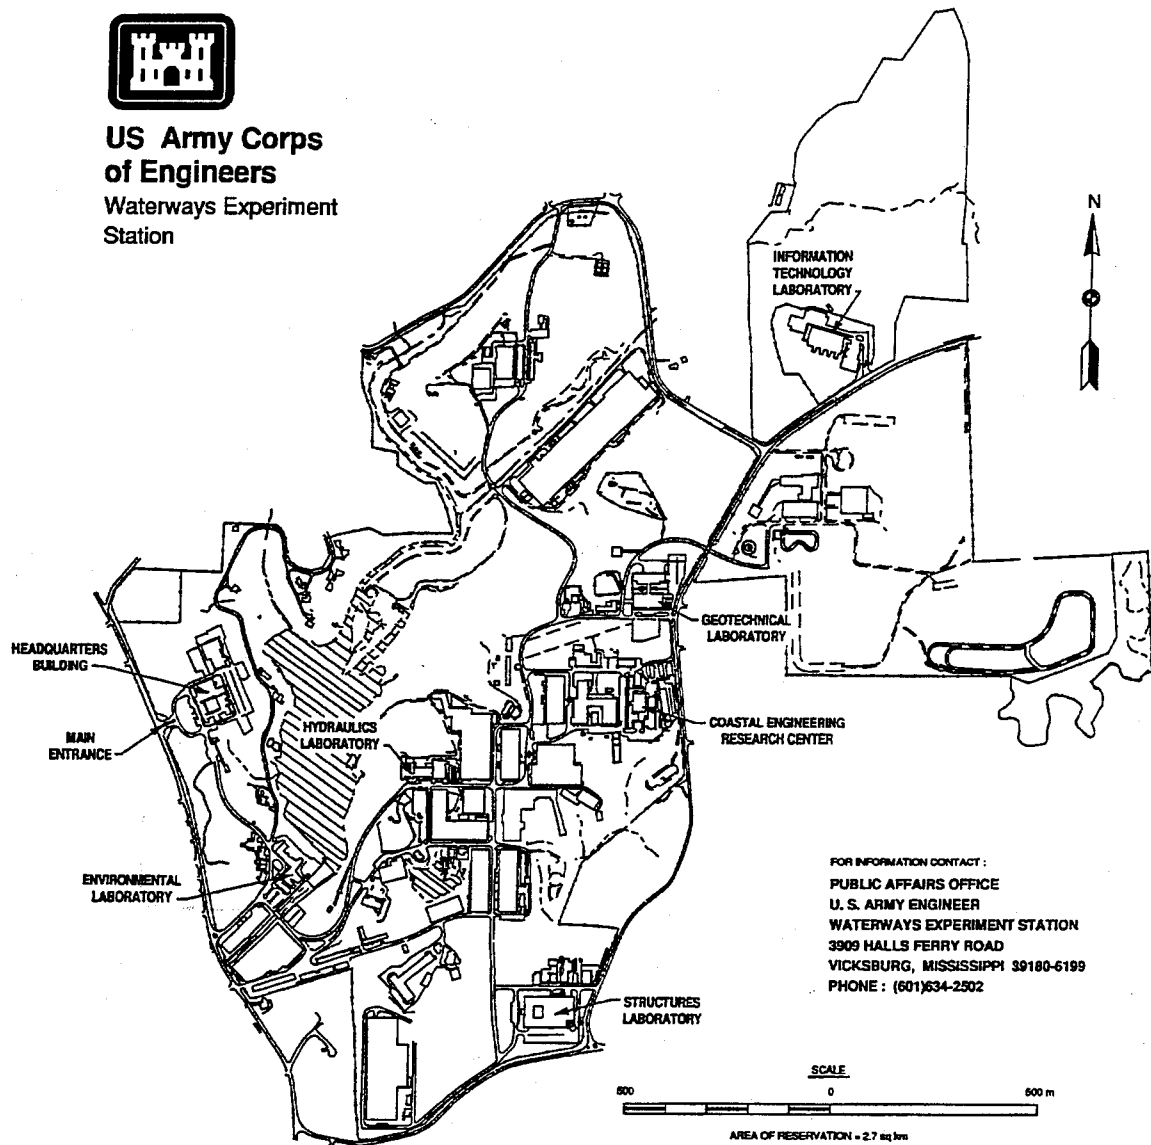 US Army Corps
of Engineers
Waterways Experiment
Station
N
INFORMATION
TECHNOLOGY
LABORATORY
GEOTECHNICAL
LABORATORY
HEADQUARTERS
BUILDING
MAIN
ENTRANCE
HYDRAULICS
LABORATORY
COASTAL ENGINEERING
RESEARCH CENTER
ENVIRONMENTAL
LABORATORY
STRUCTURES
LABORATORY
FOR INFORMATION CONTACT :
PUBLIC AFFAIRS OFFICE
U. S. ARMY ENGINEER
WATERWAYS EXPERIMENT STATION
3909 HALLS FERRY ROAD
VICKSBURG, MISSISSIPPI 39180-6199
PHONE : (601)634-2502
SCALE
500 0 500 m
AREA OF RESERVATION = 2.7 sq km